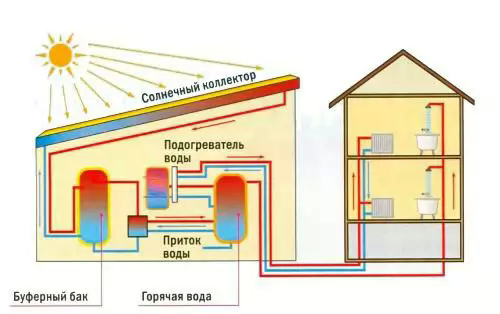 Солнечный коллектор
Подогреватель
воды
Приток
воды
Буферный бак
Горячая вода